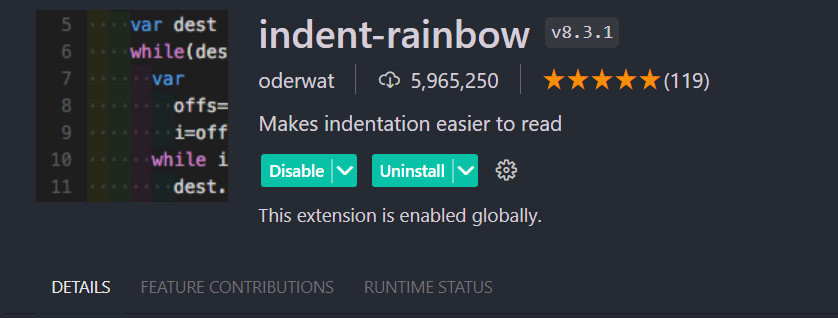 indent-rainbow v8.3.1
oderwat 5,965,250 ★★★★★(119)
Makes indentation easier to read
Disable Uninstall
This extension is enabled globally.
DETAILS FEATURE CONTRIBUTIONS RUNTIME STATUS
5 var dest
6 while(des
7 var
8 offs=
9 i=off
10 while i
11 dest.